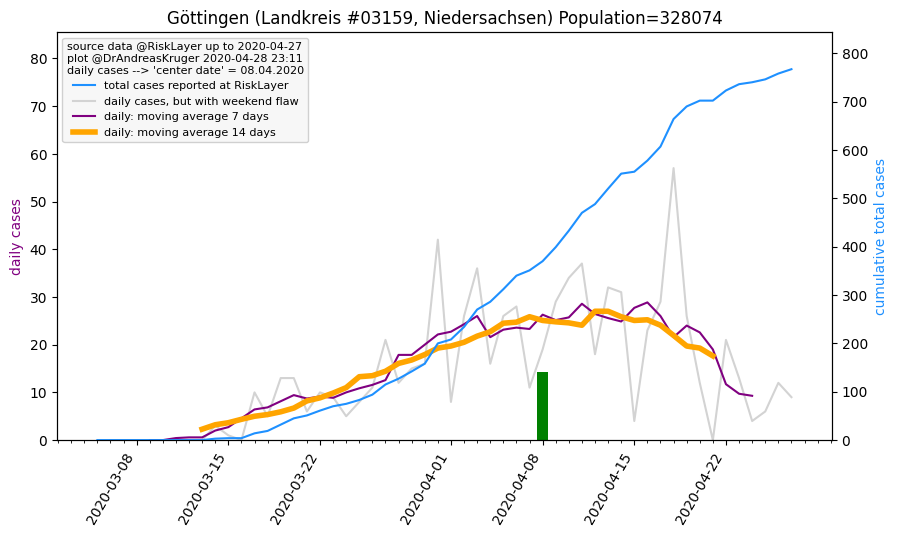 Göttingen (Landkreis #03159, Niedersachsen) Population=328074
source data @RiskLayer up to 2020-04-27
plot @DrAndreasKruger 2020-04-28 23:11
daily cases --> 'center date' = 08.04.2020
total cases reported at RiskLayer
daily cases, but with weekend flaw
daily: moving average 7 days
daily: moving average 14 days
daily cases
80
70
60
50
40
30
20
10
0
cumulative total cases
800
700
600
500
400
300
200
100
0
2020-03-08
2020-03-15
2020-03-22
2020-04-01
2020-04-08
2020-04-15
2020-04-22